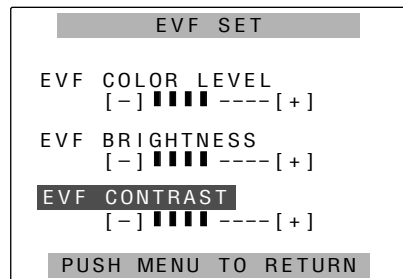 EVF SET
EVF COLOR LEVEL
[-]▮▮▮▮----[+]
EVF BRIGHTNESS
[-]▮▮▮▮----[+]
EVF CONTRAST
[-]▮▮▮▮----[+]
PUSH MENU TO RETURN